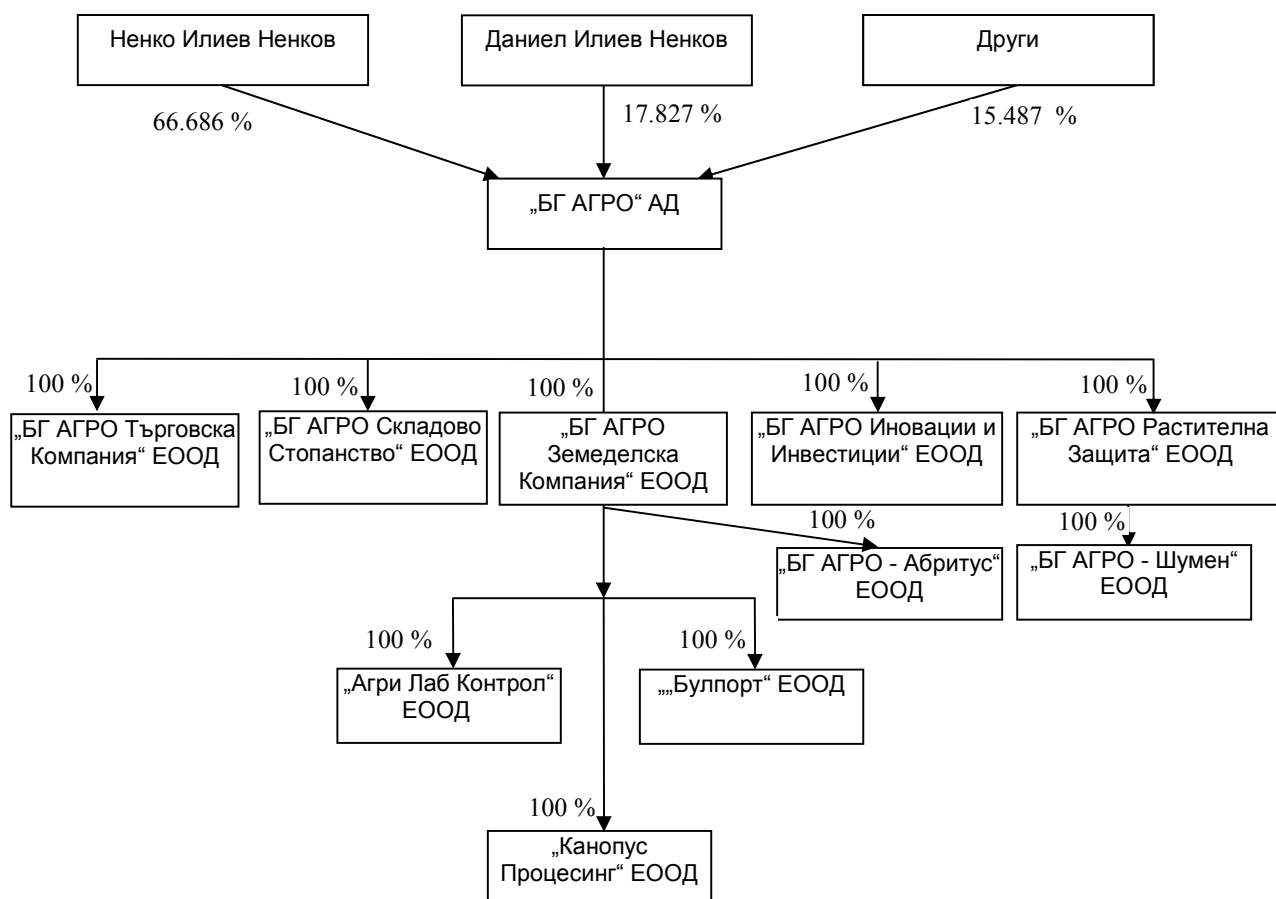 Ненко Илиев Ненков
Даниел Илиев Ненков
Други
66.686 %
17.827 %
15.487 %
„БГ АГРО“ АД
100 %
100 %
100 %
100 %
100 %
„БГ АГРО Търговска
Компания“ ЕООД
„БГ АГРО Складово
Стопанство“ ЕООД
„БГ АГРО
Земеделска
Компания“ ЕООД
„БГ АГРО Иновации и
Инвестиции“ ЕООД
„БГ АГРО Растителна
Защита“ ЕООД
100 %
100 %
„БГ АГРО - Абритус“
ЕООД
„БГ АГРО - Шумен“
ЕООД
100 %
100 %
„Агри Лаб Контрол“
ЕООД
„„Булпорт“ ЕООД
100 %
„Канопус
Процесинг“ ЕООД